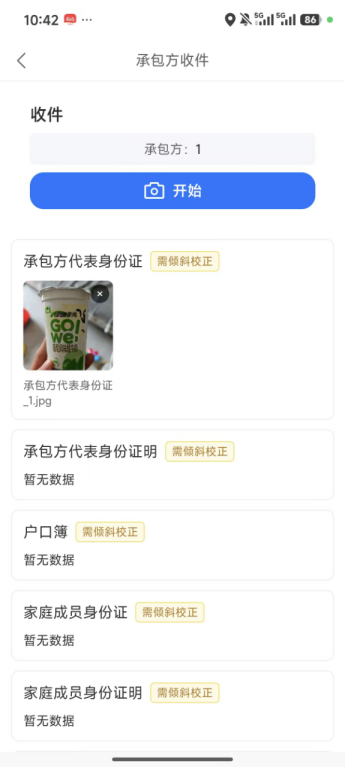 10:42
5G 5G 86
承包方收件
收件
承包方：1
开始
承包方代表身份证 需倾斜校正
GO!
We!
承包方代表身份证
_1.jpg
承包方代表身份证明 需倾斜校正
暂无数据
户口簿 需倾斜校正
暂无数据
家庭成员身份证 需倾斜校正
暂无数据
家庭成员身份证明 需倾斜校正
暂无数据